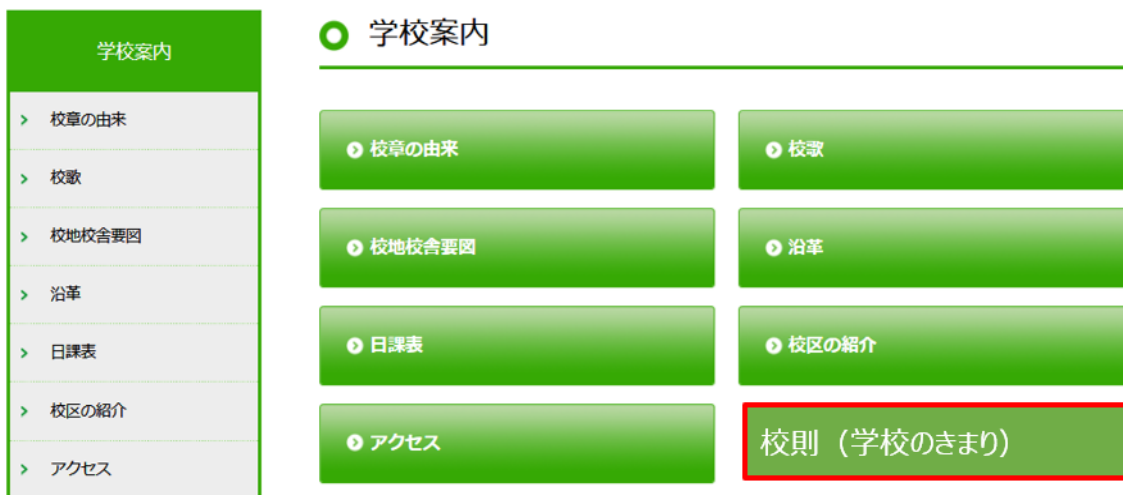 学校案内
校章の由来
校歌
校地校舎要図
沿革
日課表
校区の紹介
アクセス
学校案内
校章の由来
校歌
校地校舎要図
沿革
日課表
校区の紹介
アクセス
校則（学校のきまり）